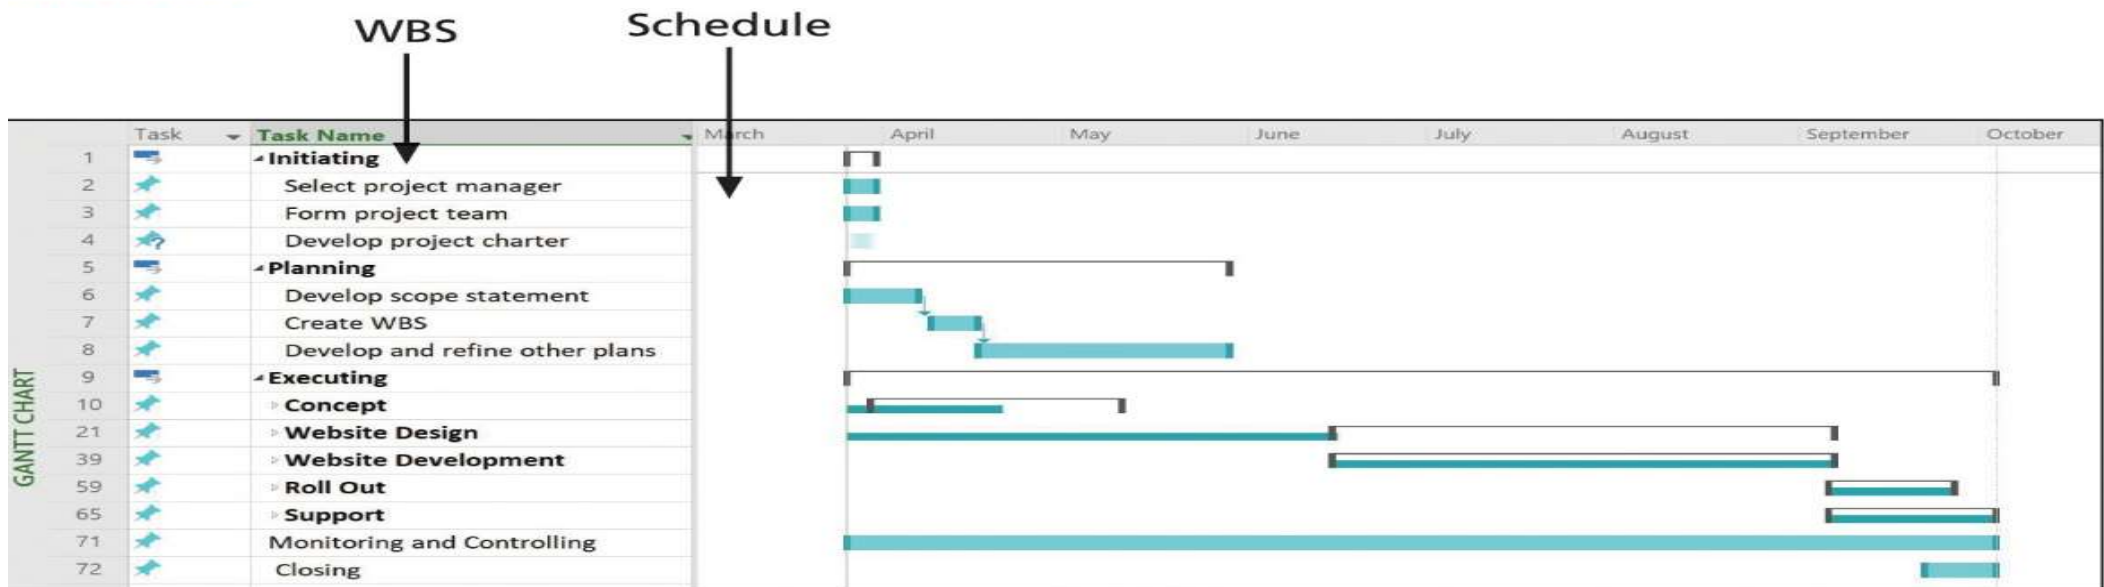 WBS Schedule
Task Task Name March April May June July August September October
1 Initiating
2 Select project manager
3 Form project team
4 ? Develop project charter
5 Planning
6 Develop scope statement
7 Create WBS
8 Develop and refine other plans
9 Executing
10 Concept
21 Website Design
39 Website Development
59 Roll Out
65 Support
71 Monitoring and Controlling
72 Closing
GANTT CHART